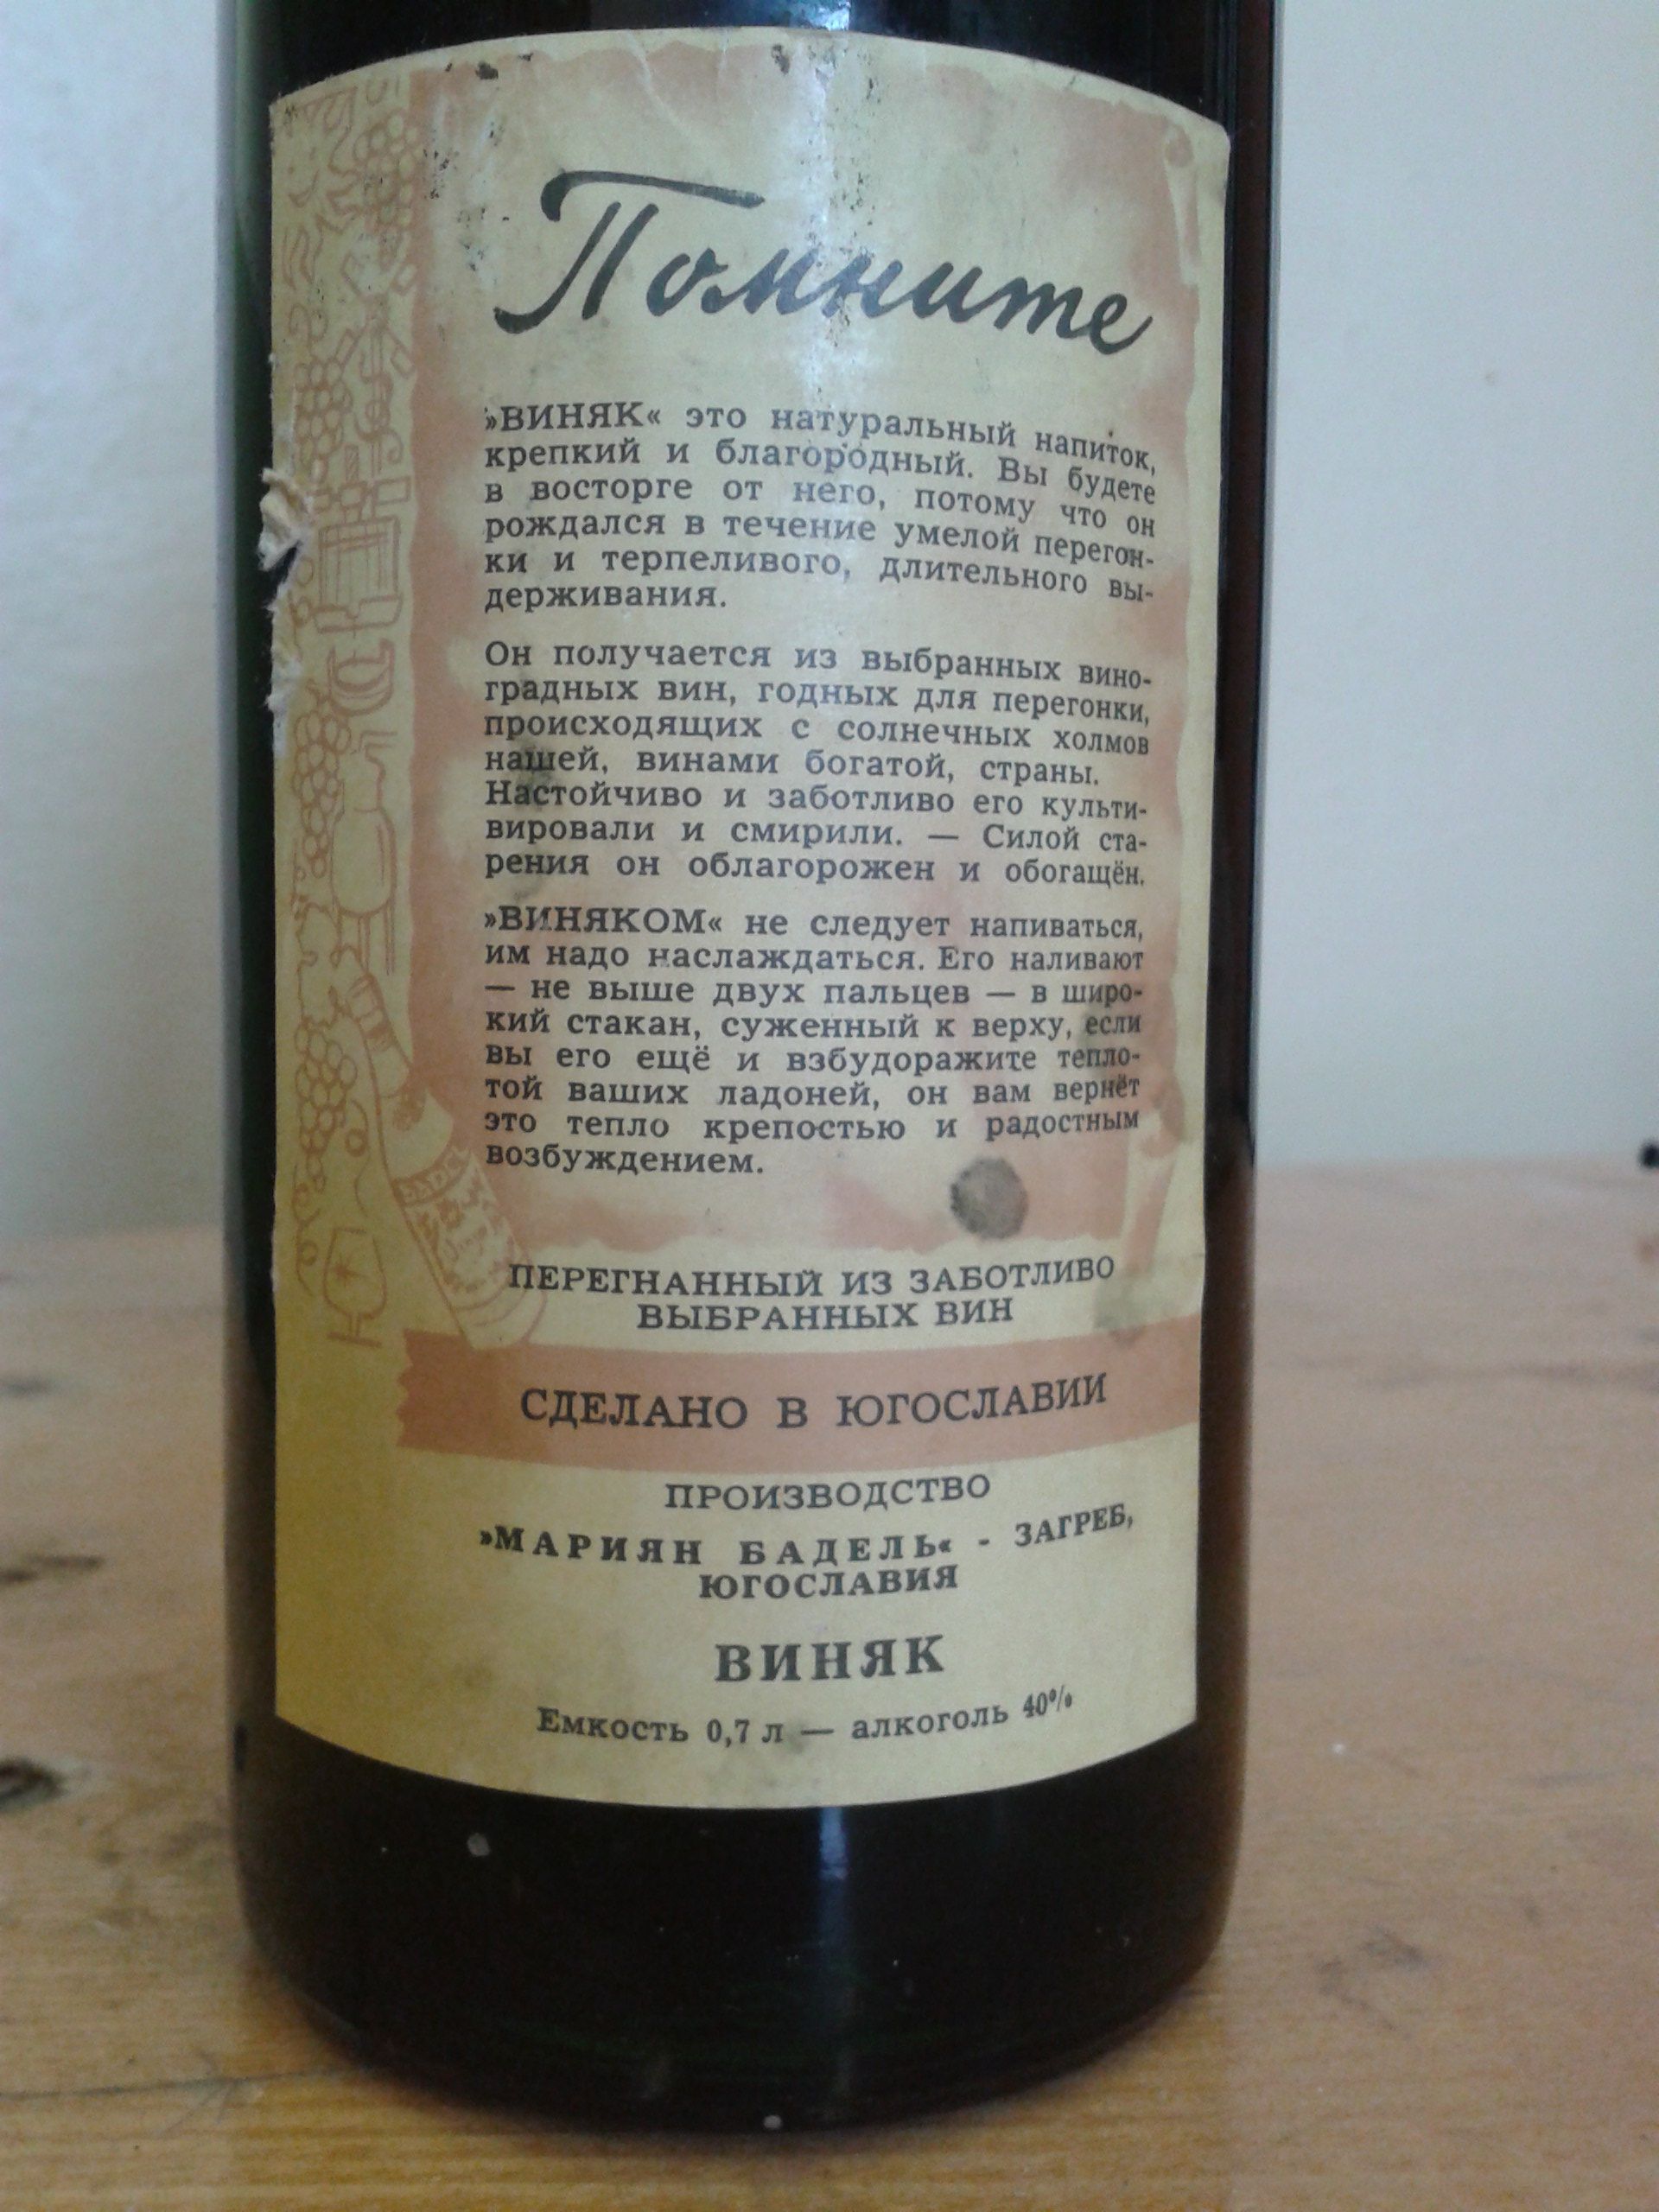 Помните
»ВИНЯК« это натуральный напиток,
крепкий и благородный. Вы будете
в восторге от него, потому что он
рождался в течение умелой перегон-
ки и терпеливого, длительного вы-
держивания.
Он получается из выбранных вино-
градных вин, годных для перегонки,
происходящих с солнечных холмов
нашей, винами богатой, страны.
Настойчиво и заботливо его культи-
вировали и смирили. — Силой ста-
рения он облагорожен и обогащён.
»ВИНЯКОМ« не следует напиваться,
им надо наслаждаться. Его наливают
— не выше двух пальцев — в широ-
кий стакан, суженный к верху, если
вы его ещё и взбудоражите тепло-
той ваших ладоней, он вам вернёт
это тепло крепостью и радостным
возбуждением.
BADEL
ПЕРЕГНАННЫЙ ИЗ ЗАБОТЛИВО
ВЫБРАННЫХ ВИН
СДЕЛАНО В ЮГОСЛАВИИ
ПРОИЗВОДСТВО
»МАРИЯН БАДЕЛЬ« - ЗАГРЕБ,
ЮГОСЛАВИЯ
ВИНЯК
Емкость 0,7 л — алкоголь 40%